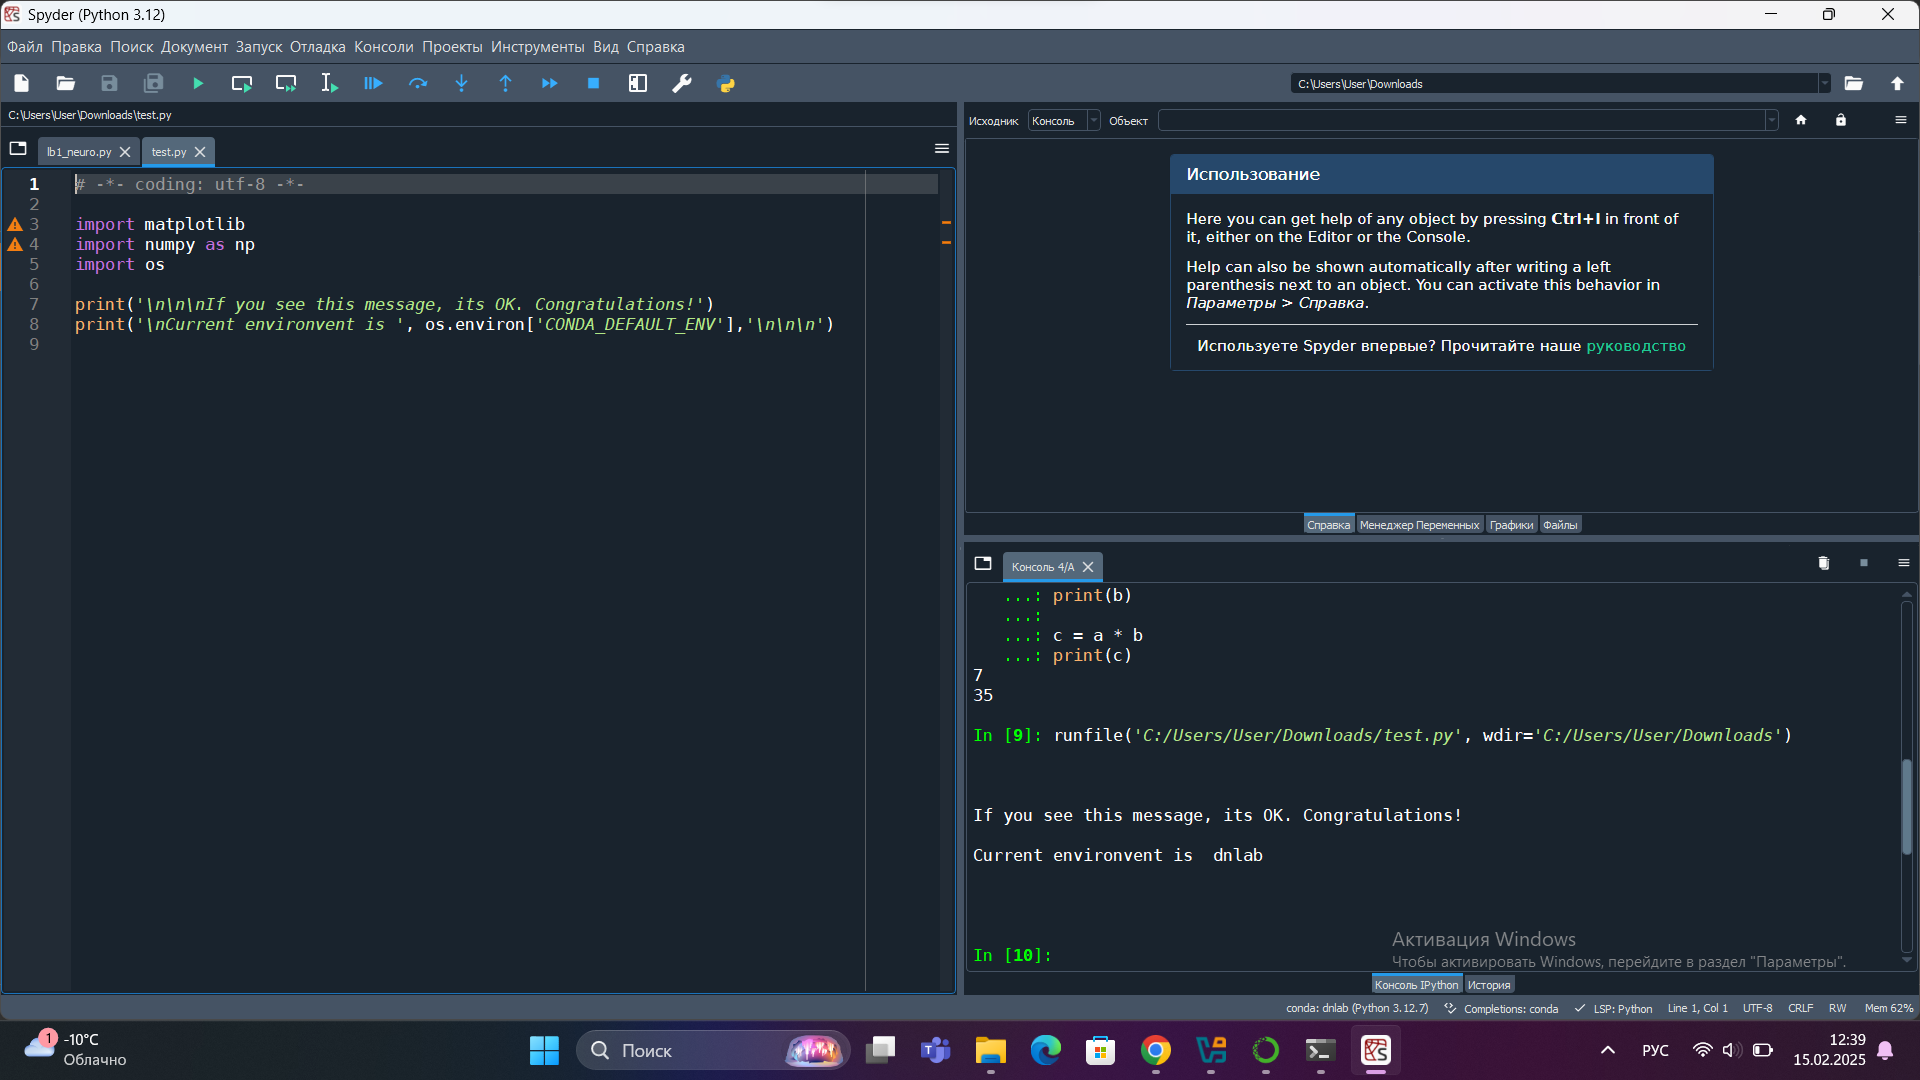 Spyder (Python 3.12)
Файл Правка Поиск Документ Запуск Отладка Консоли Проекты Инструменты Вид Справка
C:\Users\User\Downloads
C:\Users\User\Downloads\test.py
lb1_neuro.py test.py
1 # -*- coding: utf-8 -*-
2
3 import matplotlib
4 import numpy as np
5 import os
6
7 print('\n\n\nIf you see this message, its OK. Congratulations!')
8 print('\nCurrent environvent is ', os.environ['CONDA_DEFAULT_ENV'],'\n\n\n')
9
Исходник Консоль Объект
Использование
Here you can get help of any object by pressing Ctrl+I in front of
it, either on the Editor or the Console.
Help can also be shown automatically after writing a left
parenthesis next to an object. You can activate this behavior in
Параметры > Справка.
Используете Spyder впервые? Прочитайте наше руководство
Справка Менеджер Переменных Графики Файлы
Консоль 4/A
...: print(b)
...:
...: c = a * b
...: print(c)
7
35
In [9]: runfile('C:/Users/User/Downloads/test.py', wdir='C:/Users/User/Downloads')
If you see this message, its OK. Congratulations!
Current environvent is  dnlab
In [10]:
Активация Windows
Чтобы активировать Windows, перейдите в раздел "Параметры".
Консоль IPython История
conda: dnlab (Python 3.12.7) Completions: conda LSP: Python Line 1, Col 1 UTF-8 CRLF RW Mem 62%
1
-10°C
Облачно
Поиск
РУС
12:39
15.02.2025